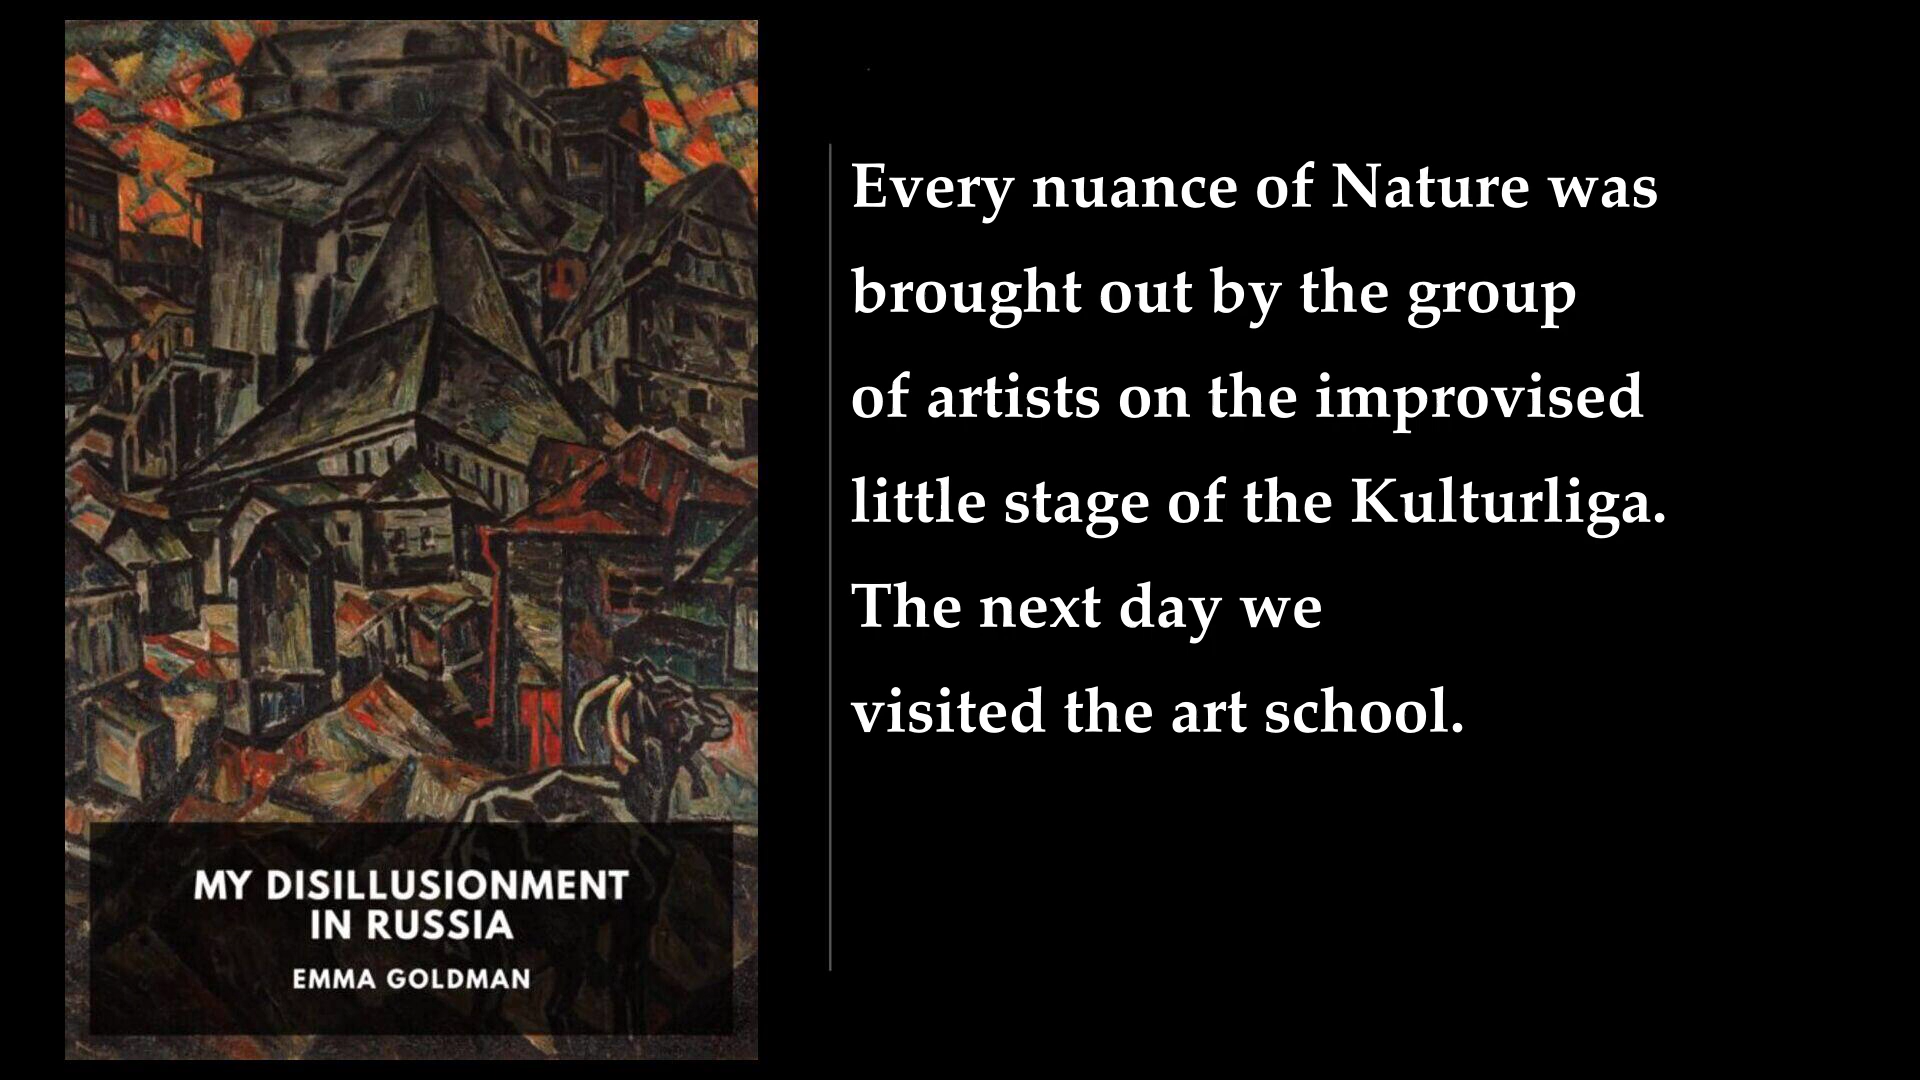 Every nuance of Nature was
brought out by the group
of artists on the improvised
little stage of the Kulturliga.
The next day we
visited the art school.
MY DISILLUSIONMENT
IN RUSSIA
EMMA GOLDMAN